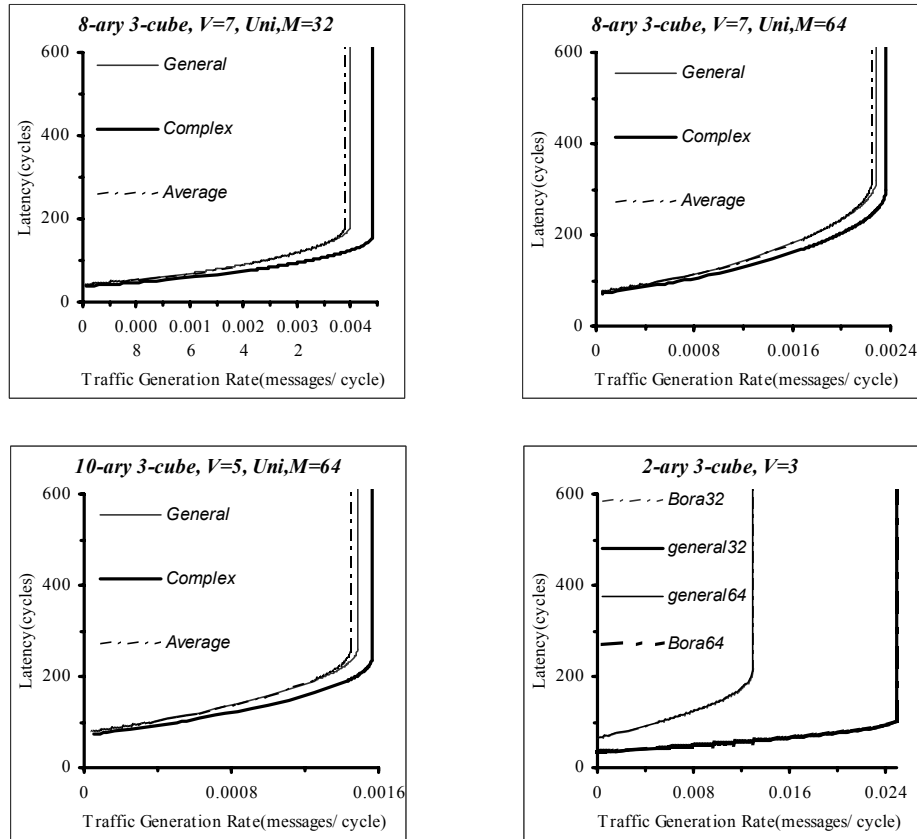 8-ary 3-cube, V=7, Uni,M=32
600
General
400
Complex
Average
200
0
Latency(cycles)
0 0.000 0.001 0.002 0.003 0.004
8 6 4 2
Traffic Generation Rate(messages/ cycle)
8-ary 3-cube, V=7, Uni,M=64
600
General
400
Complex
Average
200
0
Latency(cycles)
0 0.0008 0.0016 0.0024
Traffic Generation Rate(messages/ cycle)
10-ary 3-cube, V=5, Uni,M=64
600
General
400
Complex
Average
200
0
Latency(cycles)
0 0.0008 0.0016
Traffic Generation Rate(messages/ cycle)
2-ary 3-cube, V=3
600
Bora32
general32
400
general64
Bora64
200
0
Latency(cycles)
0 0.008 0.016 0.024
Traffic Generation Rate(messages/ cycle)